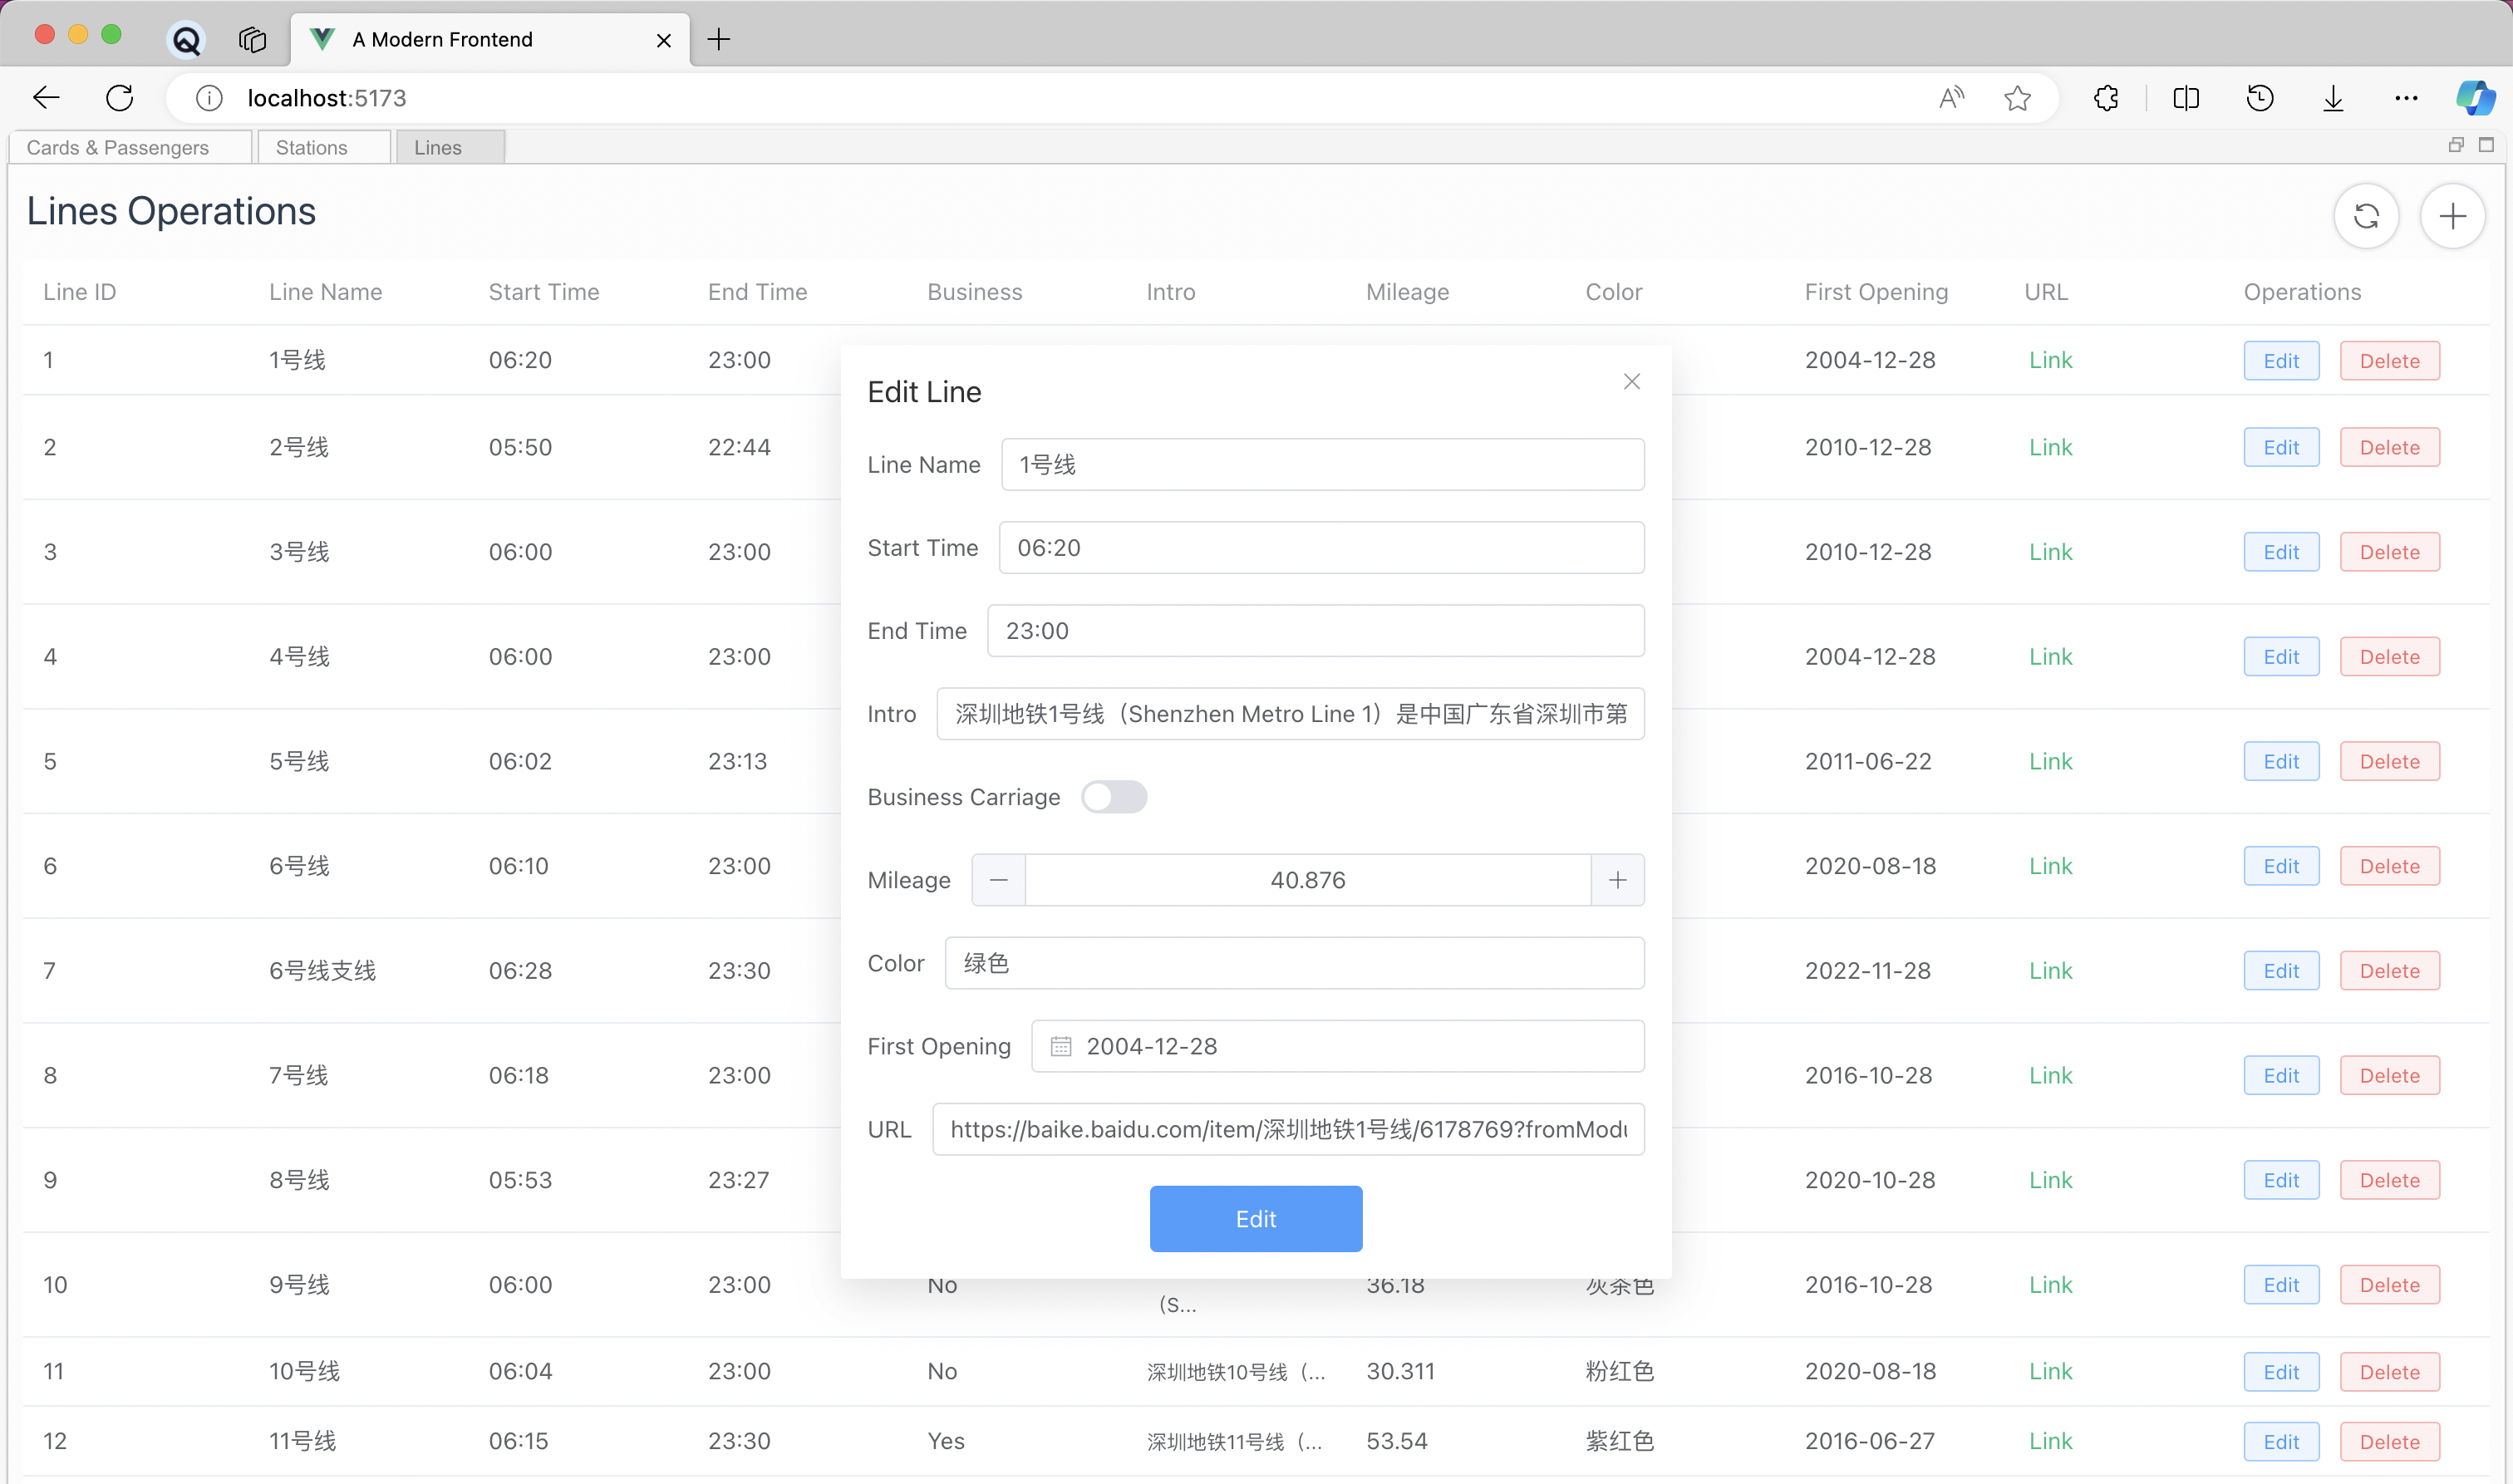 A Modern Frontend
localhost:5173
Cards & Passengers Stations Lines
Lines Operations
Line ID Line Name Start Time End Time Business Intro Mileage Color First Opening URL Operations
1 1号线 06:20 23:00 2004-12-28 Link Edit Delete
2 2号线 05:50 22:44 2010-12-28 Link Edit Delete
3 3号线 06:00 23:00 2010-12-28 Link Edit Delete
4 4号线 06:00 23:00 2004-12-28 Link Edit Delete
5 5号线 06:02 23:13 2011-06-22 Link Edit Delete
6 6号线 06:10 23:00 2020-08-18 Link Edit Delete
7 6号线支线 06:28 23:30 2022-11-28 Link Edit Delete
8 7号线 06:18 23:00 2016-10-28 Link Edit Delete
9 8号线 05:53 23:27 2020-10-28 Link Edit Delete
10 9号线 06:00 23:00 No (S... 36.18 灰茶色 2016-10-28 Link Edit Delete
11 10号线 06:04 23:00 No 深圳地铁10号线（... 30.311 粉红色 2020-08-18 Link Edit Delete
12 11号线 06:15 23:30 Yes 深圳地铁11号线（... 53.54 紫红色 2016-06-27 Link Edit Delete
Edit Line
Line Name 1号线
Start Time 06:20
End Time 23:00
Intro 深圳地铁1号线（Shenzhen Metro Line 1）是中国广东省深圳市第
Business Carriage
Mileage 40.876
Color 绿色
First Opening 2004-12-28
URL https://baike.baidu.com/item/深圳地铁1号线/6178769?fromModu
Edit